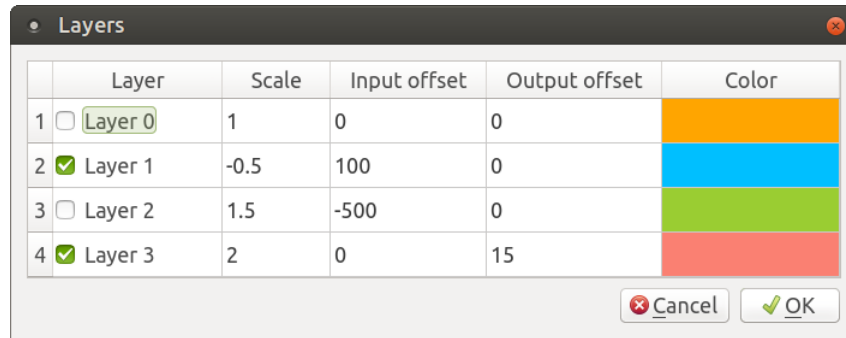 Layers
Layer Scale Input offset Output offset Color
1 Layer 0 1 0 0
2 Layer 1 -0.5 100 0
3 Layer 2 1.5 -500 0
4 Layer 3 2 0 15
Cancel OK